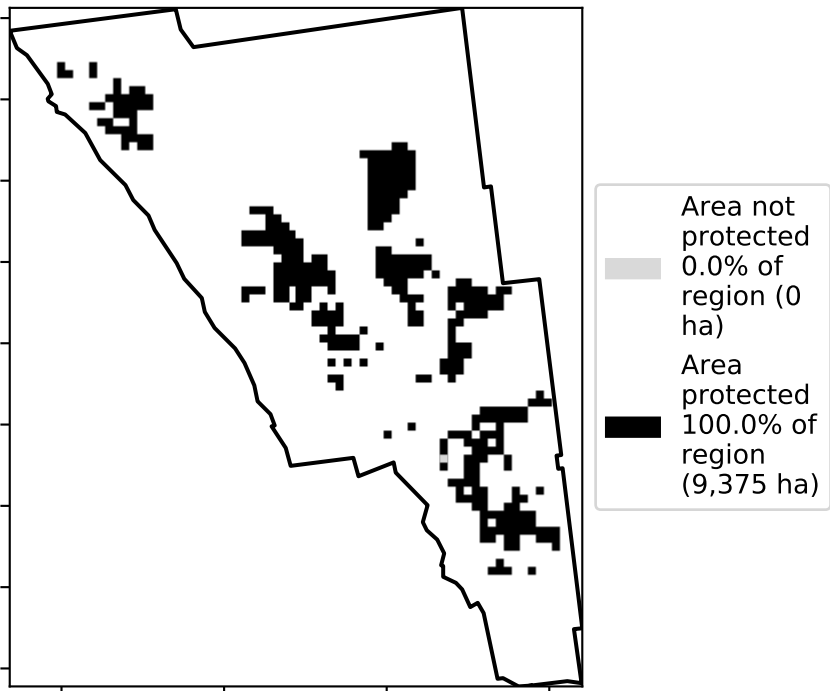 Area not
protected
0.0% of
region (0
ha)
Area
protected
100.0% of
region
(9,375 ha)